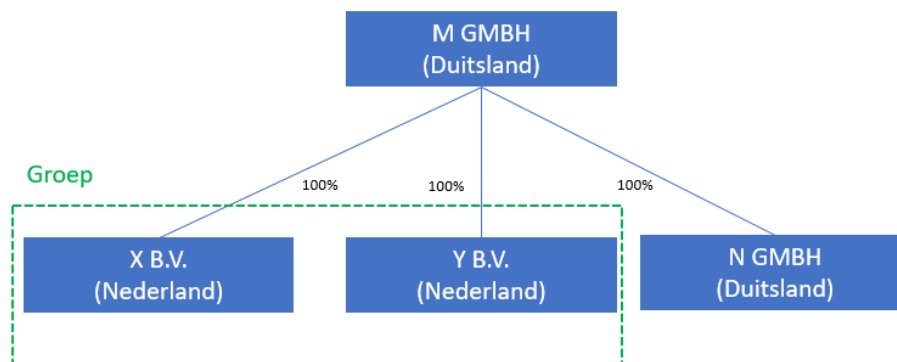 M GMBH
(Duitsland)
Groep
100%
100%
100%
X B.V.
(Nederland)
Y B.V.
(Nederland)
N GMBH
(Duitsland)